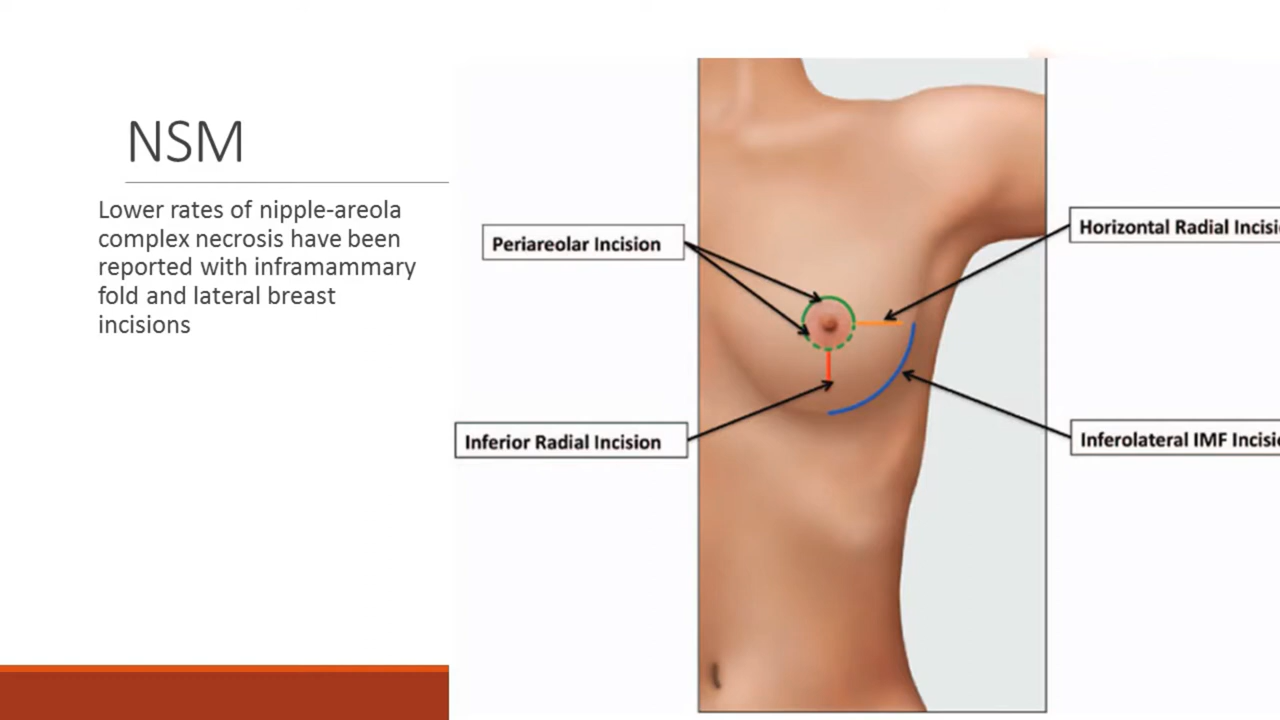 NSM
Lower rates of nipple-areola
complex necrosis have been
reported with inframammary
fold and lateral breast
incisions
Periareolar Incision
Horizontal Radial Incisi
Inferior Radial Incision
Inferolateral IMF Incisi